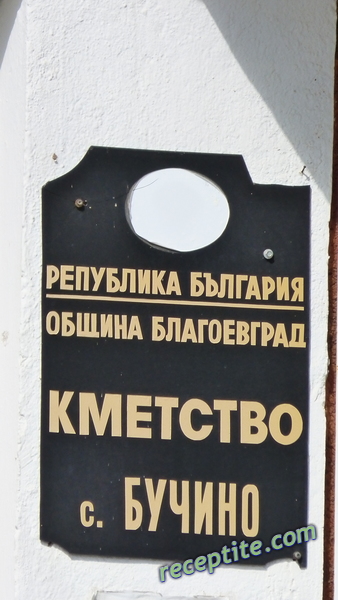 РЕПУБЛИКА БЪЛГАРИЯ
ОБЩИНА БЛАГОЕВГРАД
КМЕТСТВО
с. БУЧИНО
receptite.com